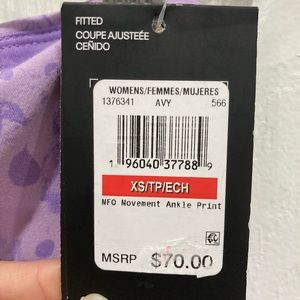 FITTED
COUPE AJUSTEÉE
CEÑIDO
WOMENS/FEMMES/MUJERES
1376341 AVY 566
1 96040 37788 9
XS/TP/ECH
NFO Novement Ankle Print
MSRP $70.00